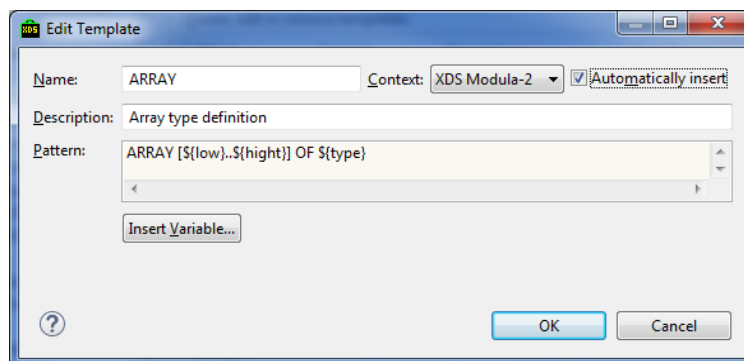 XDS Edit Template
Name: ARRAY Context: XDS Modula-2 Automatically insert
Description: Array type definition
Pattern: ARRAY [${low}..${hight}] OF ${type}
Insert Variable...
? OK Cancel